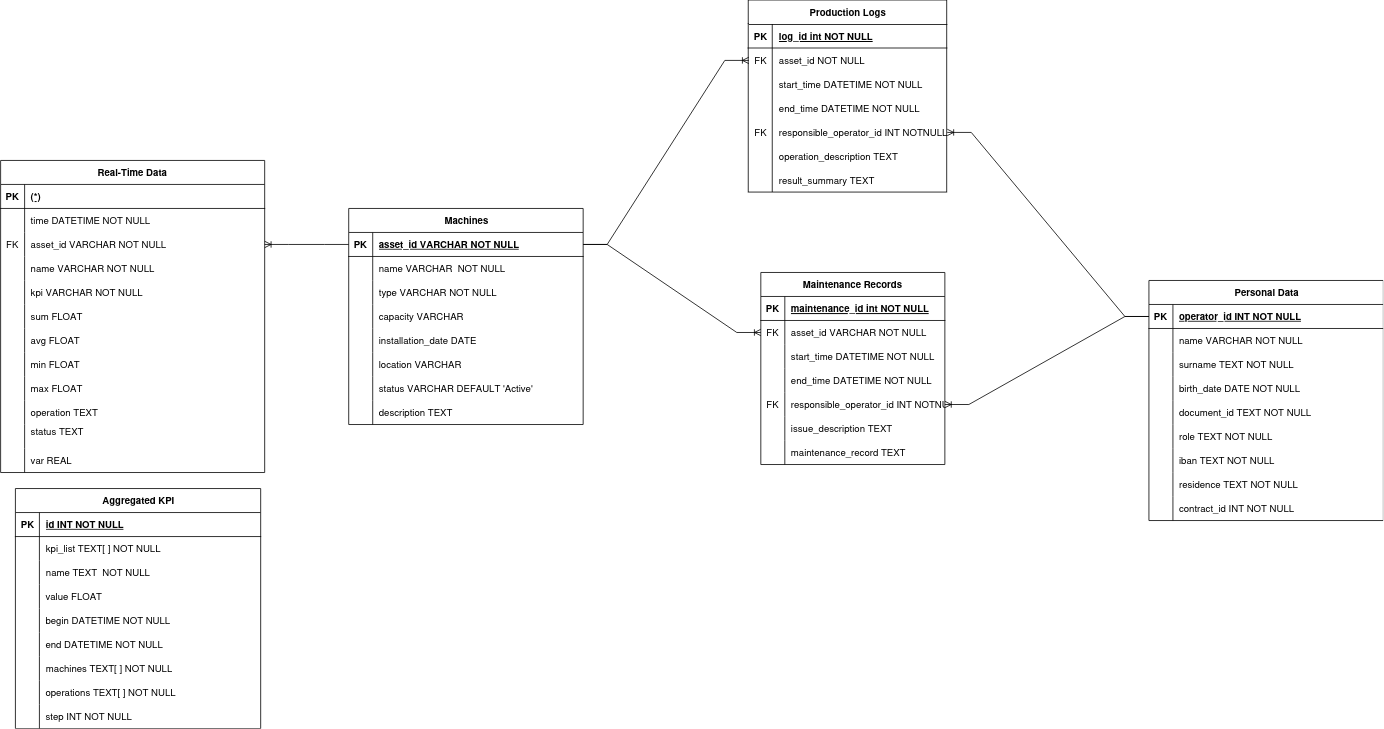 Production Logs
PK log_id int NOT NULL
FK asset_id NOT NULL
start_time DATETIME NOT NULL
end_time DATETIME NOT NULL
FK responsible_operator_id INT NOTNULL
operation_description TEXT
result_summary TEXT
Real-Time Data
PK (*)
time DATETIME NOT NULL
FK asset_id VARCHAR NOT NULL
name VARCHAR NOT NULL
kpi VARCHAR NOT NULL
sum FLOAT
avg FLOAT
min FLOAT
max FLOAT
operation TEXT
status TEXT
var REAL
Machines
PK asset_id VARCHAR NOT NULL
name VARCHAR  NOT NULL
type VARCHAR NOT NULL
capacity VARCHAR
installation_date DATE
location VARCHAR
status VARCHAR DEFAULT 'Active'
description TEXT
Maintenance Records
PK maintenance_id int NOT NULL
FK asset_id VARCHAR NOT NULL
start_time DATETIME NOT NULL
end_time DATETIME NOT NULL
FK responsible_operator_id INT NOTNU
issue_description TEXT
maintenance_record TEXT
Personal Data
PK operator_id INT NOT NULL
name VARCHAR NOT NULL
surname TEXT NOT NULL
birth_date DATE NOT NULL
document_id TEXT NOT NULL
role TEXT NOT NULL
iban TEXT NOT NULL
residence TEXT NOT NULL
contract_id INT NOT NULL
Aggregated KPI
PK id INT NOT NULL
kpi_list TEXT[ ] NOT NULL
name TEXT  NOT NULL
value FLOAT
begin DATETIME NOT NULL
end DATETIME NOT NULL
machines TEXT[ ] NOT NULL
operations TEXT[ ] NOT NULL
step INT NOT NULL